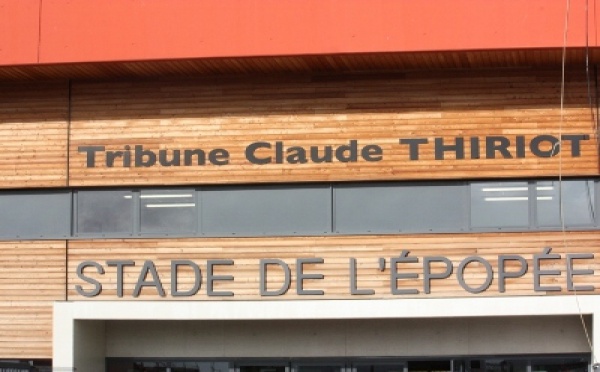 Tribune Claude THIRIOT
STADE DE L'ÉPOPÉE